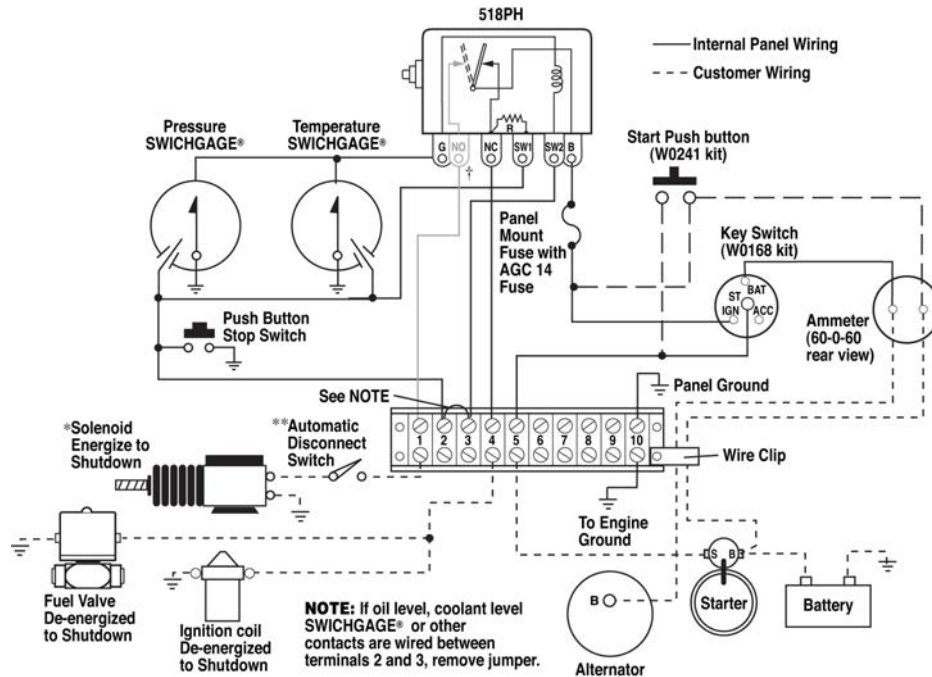 518PH
Internal Panel Wiring
Customer Wiring
Pressure
SWICHGAGE®
Temperature
SWICHGAGE®
G
NO
NC
SW1
SW2
B
R
†
Start Push button
(W0241 kit)
Panel
Mount
Fuse with
AGC 14
Fuse
Key Switch
(W0168 kit)
BAT
ST
IGN
ACC
Ammeter
(60-0-60
rear view)
Push Button
Stop Switch
See NOTE
Panel Ground
1
2
3
4
5
6
7
8
9
10
Wire Clip
*Solenoid
Energize to
Shutdown
**Automatic
Disconnect
Switch
To Engine
Ground
Fuel Valve
De-energized
to Shutdown
Ignition coil
De-energized
to Shutdown
NOTE: If oil level, coolant level
SWICHGAGE® or other
contacts are wired between
terminals 2 and 3, remove jumper.
B
Alternator
S
B
Starter
Battery